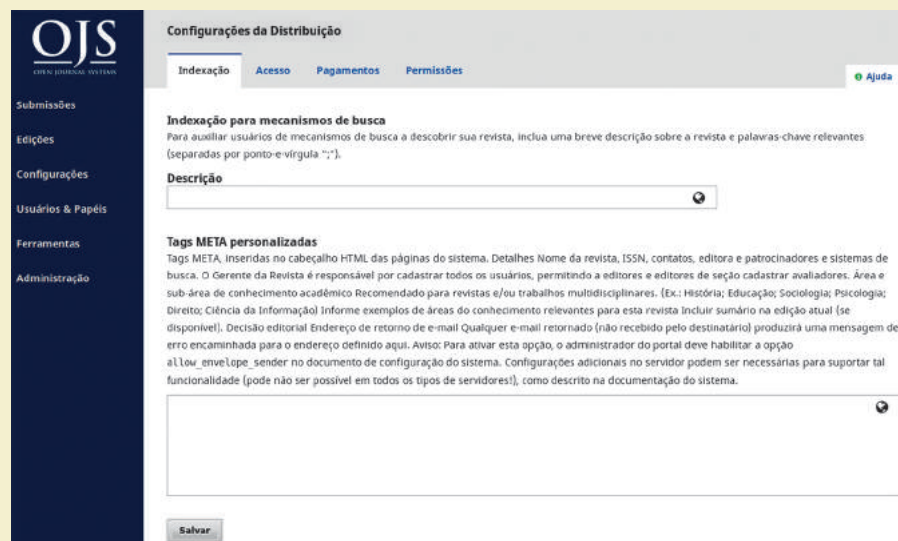 OJS
OPEN JOURNAL SYSTEMS
Submissões
Edições
Configurações
Usuários & Papéis
Ferramentas
Administração
Configurações da Distribuição
Indexação Acesso Pagamentos Permissões
Ajuda
Indexação para mecanismos de busca
Para auxiliar usuários de mecanismos de busca a descobrir sua revista, inclua uma breve descrição sobre a revista e palavras-chave relevantes
(separadas por ponto-e-vírgula ";").
Descrição
Tags META personalizadas
Tags META, inseridas no cabeçalho HTML das páginas do sistema. Detalhes Nome da revista, ISSN, contatos, editora e patrocinadores e sistemas de
busca. O Gerente da Revista é responsável por cadastrar todos os usuários, permitindo a editores e editores de seção cadastrar avaliadores. Área e
sub-área de conhecimento acadêmico Recomendado para revistas e/ou trabalhos multidisciplinares. (Ex.: História; Educação; Sociologia; Psicologia;
Direito; Ciência da Informação) Informe exemplos de áreas do conhecimento relevantes para esta revista Incluir sumário na edição atual (se
disponível). Decisão editorial Endereço de retorno de e-mail Qualquer e-mail retornado (não recebido pelo destinatário) produzirá uma mensagem de
erro encaminhada para o endereço definido aqui. Aviso: Para ativar esta opção, o administrador do portal deve habilitar a opção
allow_envelope_sender no documento de configuração do sistema. Configurações adicionais no servidor podem ser necessárias para suportar tal
funcionalidade (pode não ser possível em todos os tipos de servidores!), como descrito na documentação do sistema.
Salvar